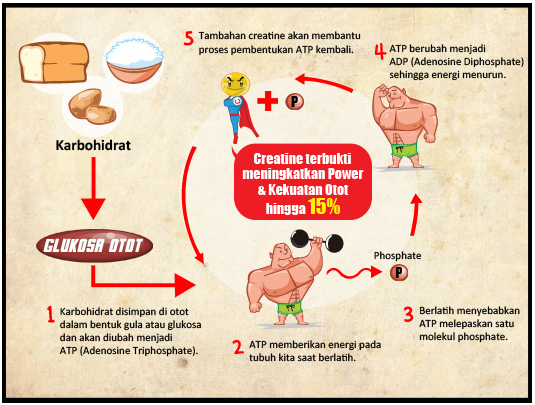 Karbohidrat
GLUKOSA OTOT
1 Karbohidrat disimpan di otot
dalam bentuk gula atau glukosa
dan akan diubah menjadi
ATP (Adenosine Triphosphate).
2 ATP memberikan energi pada
tubuh kita saat berlatih.
Phosphate
P
3 Berlatih menyebabkan
ATP melepaskan satu
molekul phosphate.
4 ATP berubah menjadi
ADP (Adenosine Diphosphate)
sehingga energi menurun.
5 Tambahan creatine akan membantu
proses pembentukan ATP kembali.
+ P
Creatine terbukti
meningkatkan Power
& Kekuatan Otot
hingga 15%